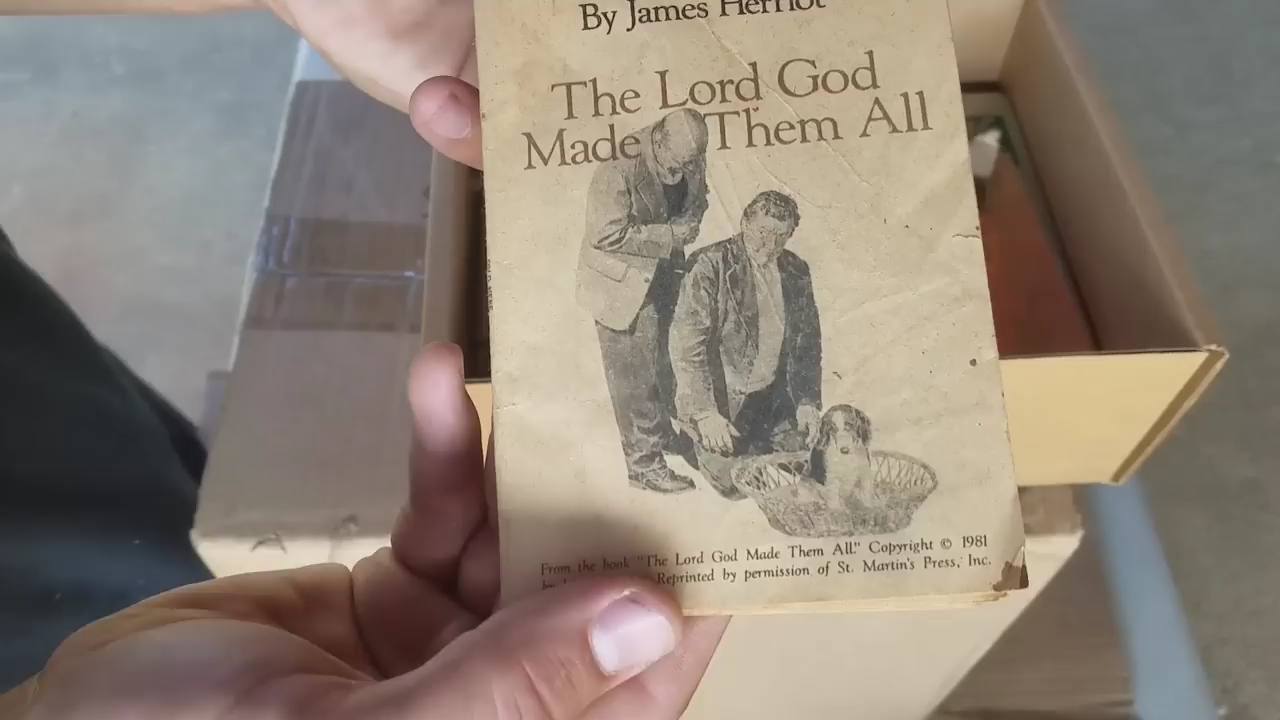 By James Herriot
The Lord God
Made Them All
From the book "The Lord God Made Them All." Copyright © 1981
by Reprinted by permission of St. Martin's Press, Inc.